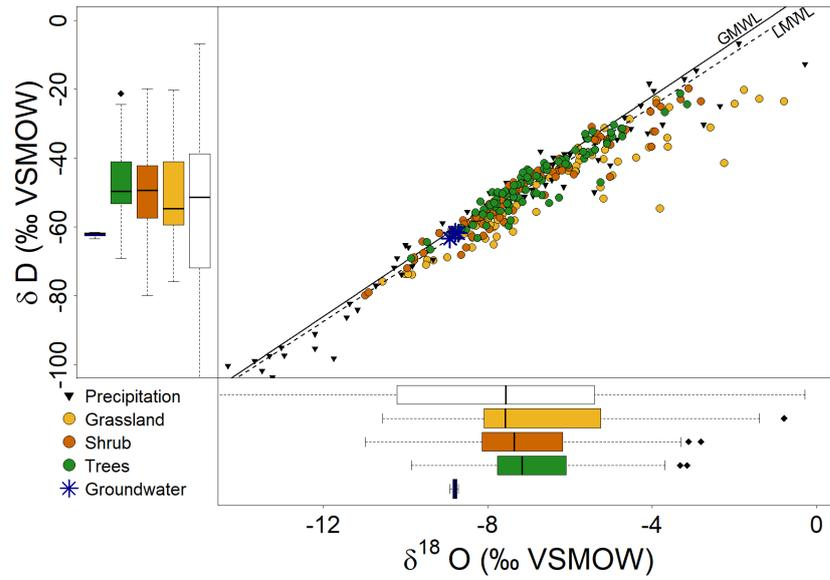 GMWL
LMWL
0
-20
-40
-60
-80
-100
δ D (‰ VSMOW)
Precipitation
Grassland
Shrub
Trees
Groundwater
-12
-8
-4
0
δ18 O (‰ VSMOW)